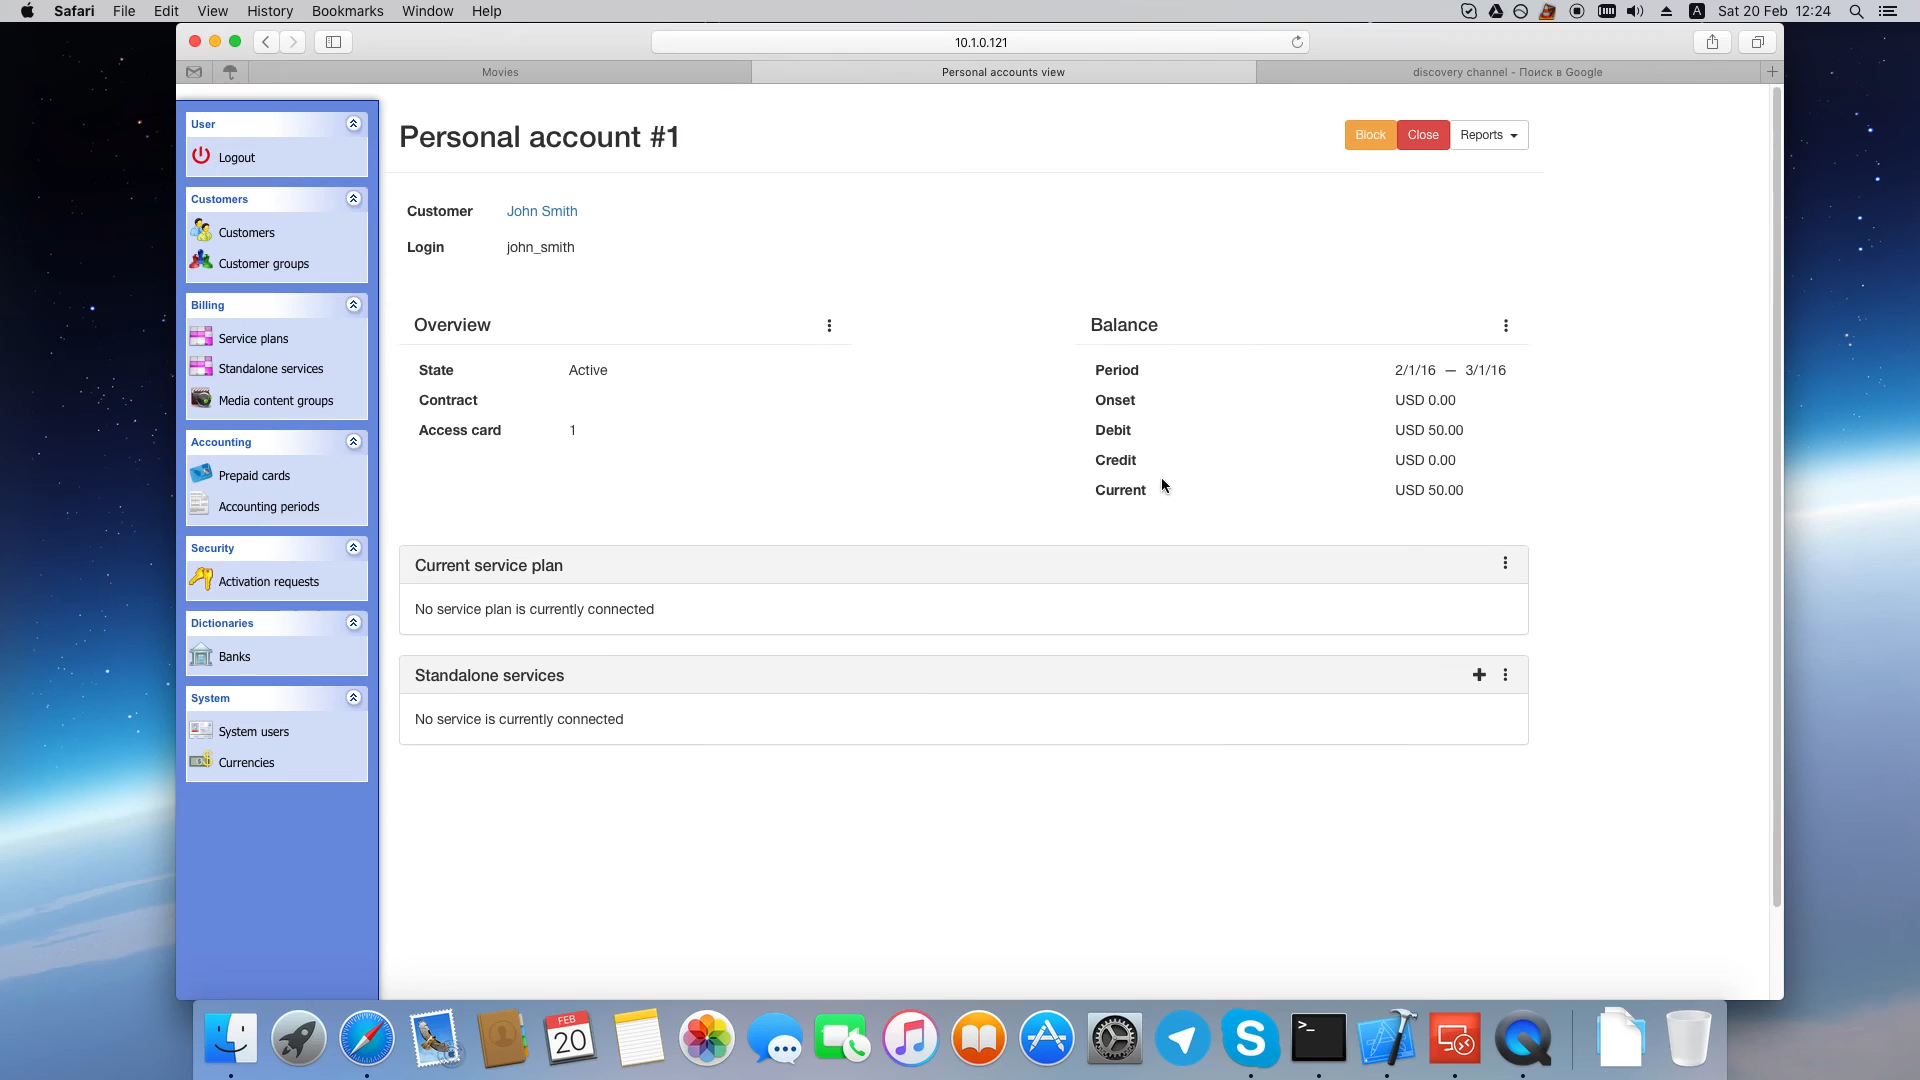 Safari File Edit View History Bookmarks Window Help
A Sat 20 Feb 12:24
10.1.0.121
Movies
Personal accounts view
discovery channel - Поиск в Google
User
Logout
Customers
Customers
Customer groups
Billing
Service plans
Standalone services
Media content groups
Accounting
Prepaid cards
Accounting periods
Security
Activation requests
Dictionaries
Banks
System
System users
Currencies
Personal account #1
Block Close Reports
Customer John Smith
Login john_smith
Overview
State Active
Contract
Access card 1
Balance
Period 2/1/16 — 3/1/16
Onset USD 0.00
Debit USD 50.00
Credit USD 0.00
Current USD 50.00
Current service plan
No service plan is currently connected
Standalone services
No service is currently connected
FEB
20